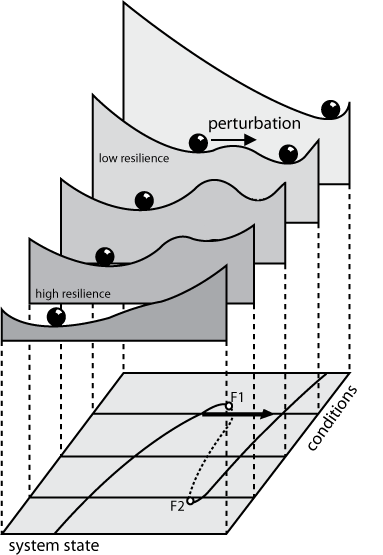 perturbation
low resilience
high resilience
F1
conditions
F2
system state